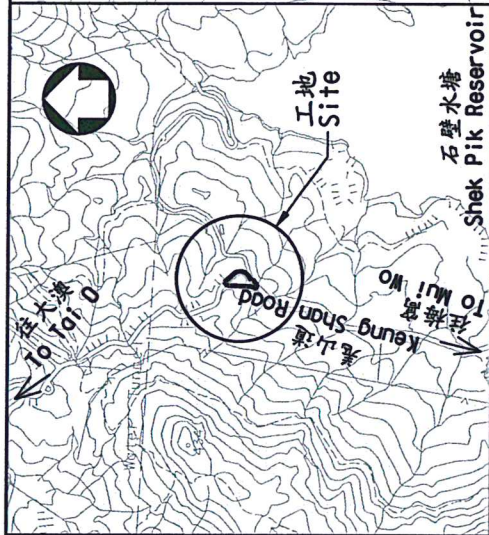 往大澳
To Tai O
工地
Site
羗山道
Keung Shan Road
往梅窩
To Mui Wo
石壁水塘
Shek Pik Reservoir